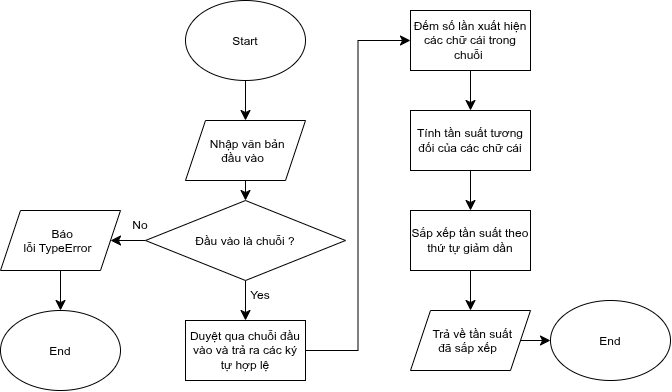 Start
Nhập văn bản
đầu vào
Đầu vào là chuỗi ?
No
Báo
lỗi TypeError
End
Yes
Duyệt qua chuỗi đầu
vào và trả ra các ký
tự hợp lệ
Đếm số lần xuất hiện
các chữ cái trong
chuỗi
Tính tần suất tương
đối của các chữ cái
Sắp xếp tần suất theo
thứ tự giảm dần
Trả về tần suất
đã sắp xếp
End